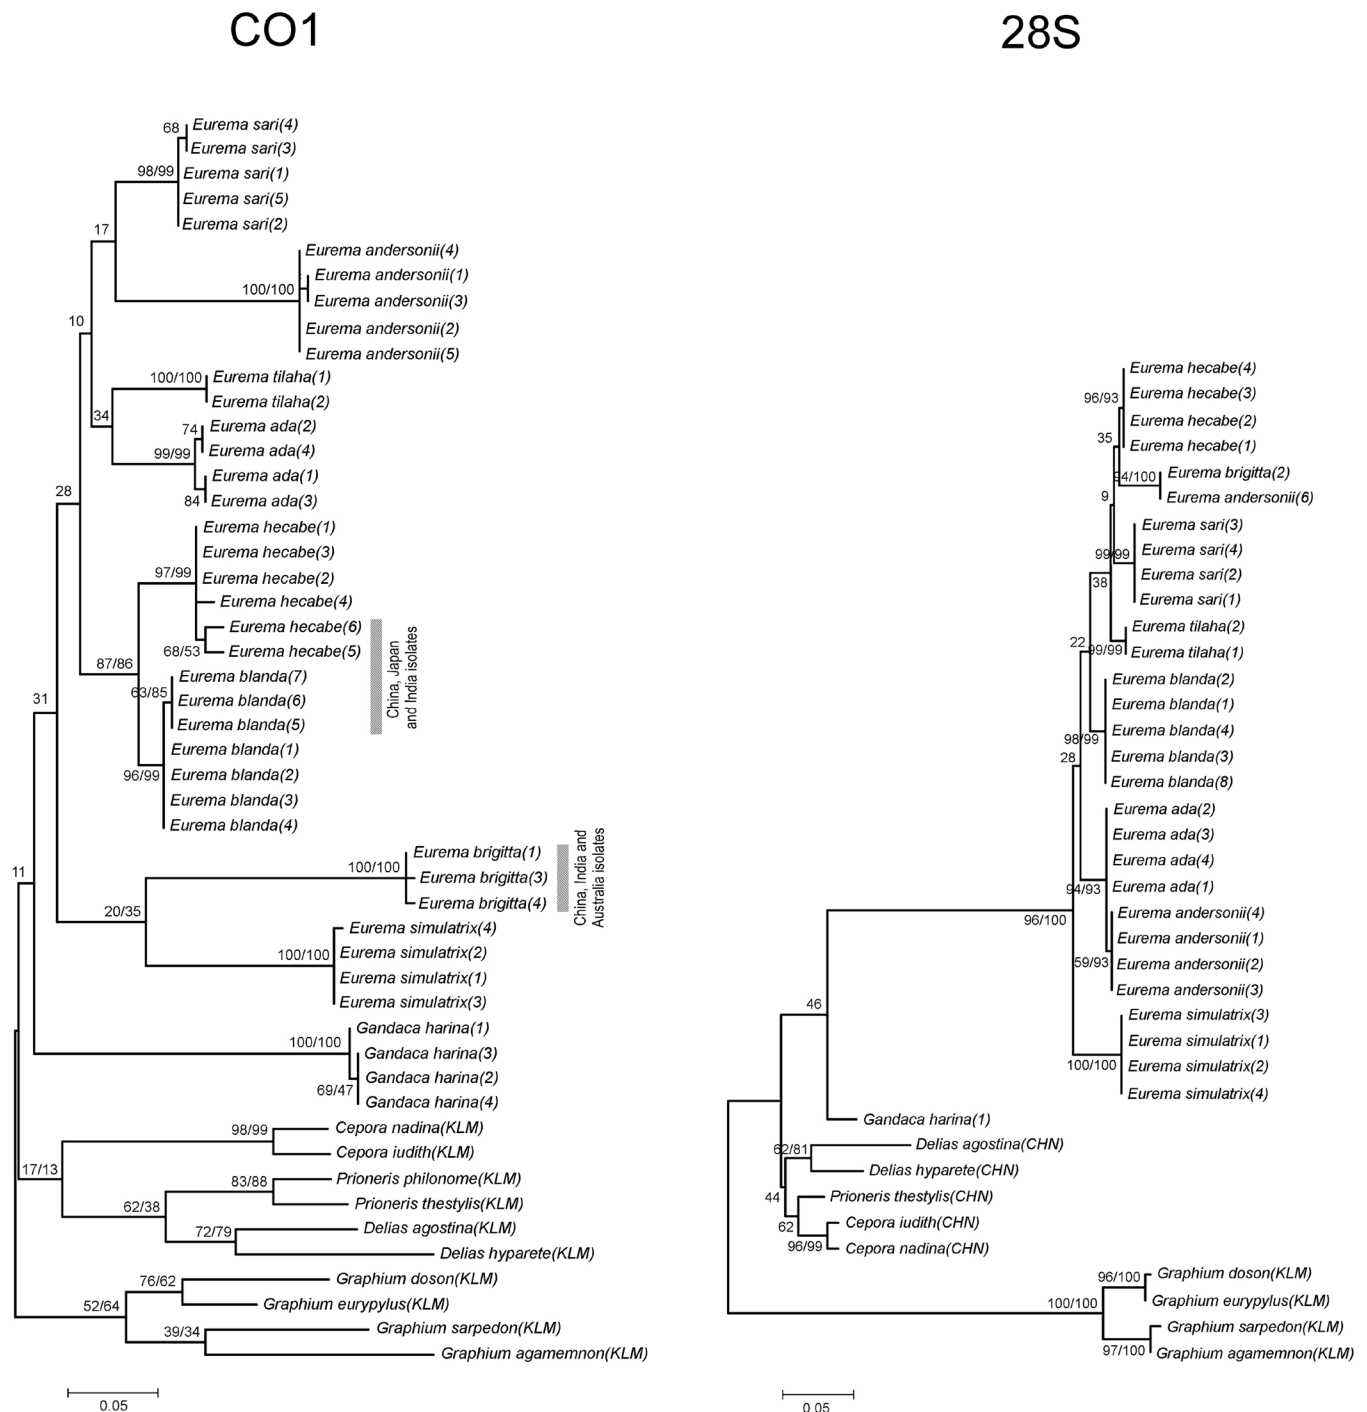 CO1
68
Eurema sari(4)
Eurema sari(3)
98/99
Eurema sari(1)
Eurema sari(5)
Eurema sari(2)
17
Eurema andersonii(4)
Eurema andersonii(1)
100/100
Eurema andersonii(3)
Eurema andersonii(2)
Eurema andersonii(5)
10
100/100
Eurema tilaha(1)
Eurema tilaha(2)
34
74
Eurema ada(2)
Eurema ada(4)
99/99
Eurema ada(1)
84
Eurema ada(3)
28
Eurema hecabe(1)
Eurema hecabe(3)
97/99
Eurema hecabe(2)
Eurema hecabe(4)
Eurema hecabe(6)
68/53
Eurema hecabe(5)
China, Japan
and India isolates
87/86
Eurema blanda(7)
63/85
Eurema blanda(6)
Eurema blanda(5)
Eurema blanda(1)
96/99
Eurema blanda(2)
Eurema blanda(3)
Eurema blanda(4)
31
Eurema brigitta(1)
100/100
Eurema brigitta(3)
Eurema brigitta(4)
China, India and
Australia isolates
20/35
Eurema simulatrix(4)
100/100
Eurema simulatrix(2)
Eurema simulatrix(1)
Eurema simulatrix(3)
11
Gandaca harina(1)
100/100
Gandaca harina(3)
Gandaca harina(2)
69/47
Gandaca harina(4)
98/99
Cepora nadina(KLM)
Cepora iudith(KLM)
17/13
83/88
Prioneris philonome(KLM)
Prioneris thestylis(KLM)
62/38
72/79
Delias agostina(KLM)
Delias hyparete(KLM)
76/62
Graphium doson(KLM)
Graphium eurypylus(KLM)
52/64
39/34
Graphium sarpedon(KLM)
Graphium agamemnon(KLM)
0.05
28S
Eurema hecabe(4)
96/93
Eurema hecabe(3)
Eurema hecabe(2)
35
Eurema hecabe(1)
94/100
Eurema brigitta(2)
Eurema andersonii(6)
9
Eurema sari(3)
99/99
Eurema sari(4)
Eurema sari(2)
38
Eurema sari(1)
Eurema tilaha(2)
22
99/99
Eurema tilaha(1)
Eurema blanda(2)
Eurema blanda(1)
Eurema blanda(4)
98/99
Eurema blanda(3)
28
Eurema blanda(8)
Eurema ada(2)
Eurema ada(3)
Eurema ada(4)
94/93
Eurema ada(1)
96/100
Eurema andersonii(4)
Eurema andersonii(1)
59/93
Eurema andersonii(2)
Eurema andersonii(3)
46
Eurema simulatrix(3)
Eurema simulatrix(1)
100/100
Eurema simulatrix(2)
Eurema simulatrix(4)
Gandaca harina(1)
62/81
Delias agostina(CHN)
Delias hyparete(CHN)
44
Prioneris thestylis(CHN)
62
Cepora iudith(CHN)
96/99
Cepora nadina(CHN)
96/100
Graphium doson(KLM)
100/100
Graphium eurypylus(KLM)
Graphium sarpedon(KLM)
97/100
Graphium agamemnon(KLM)
0.05